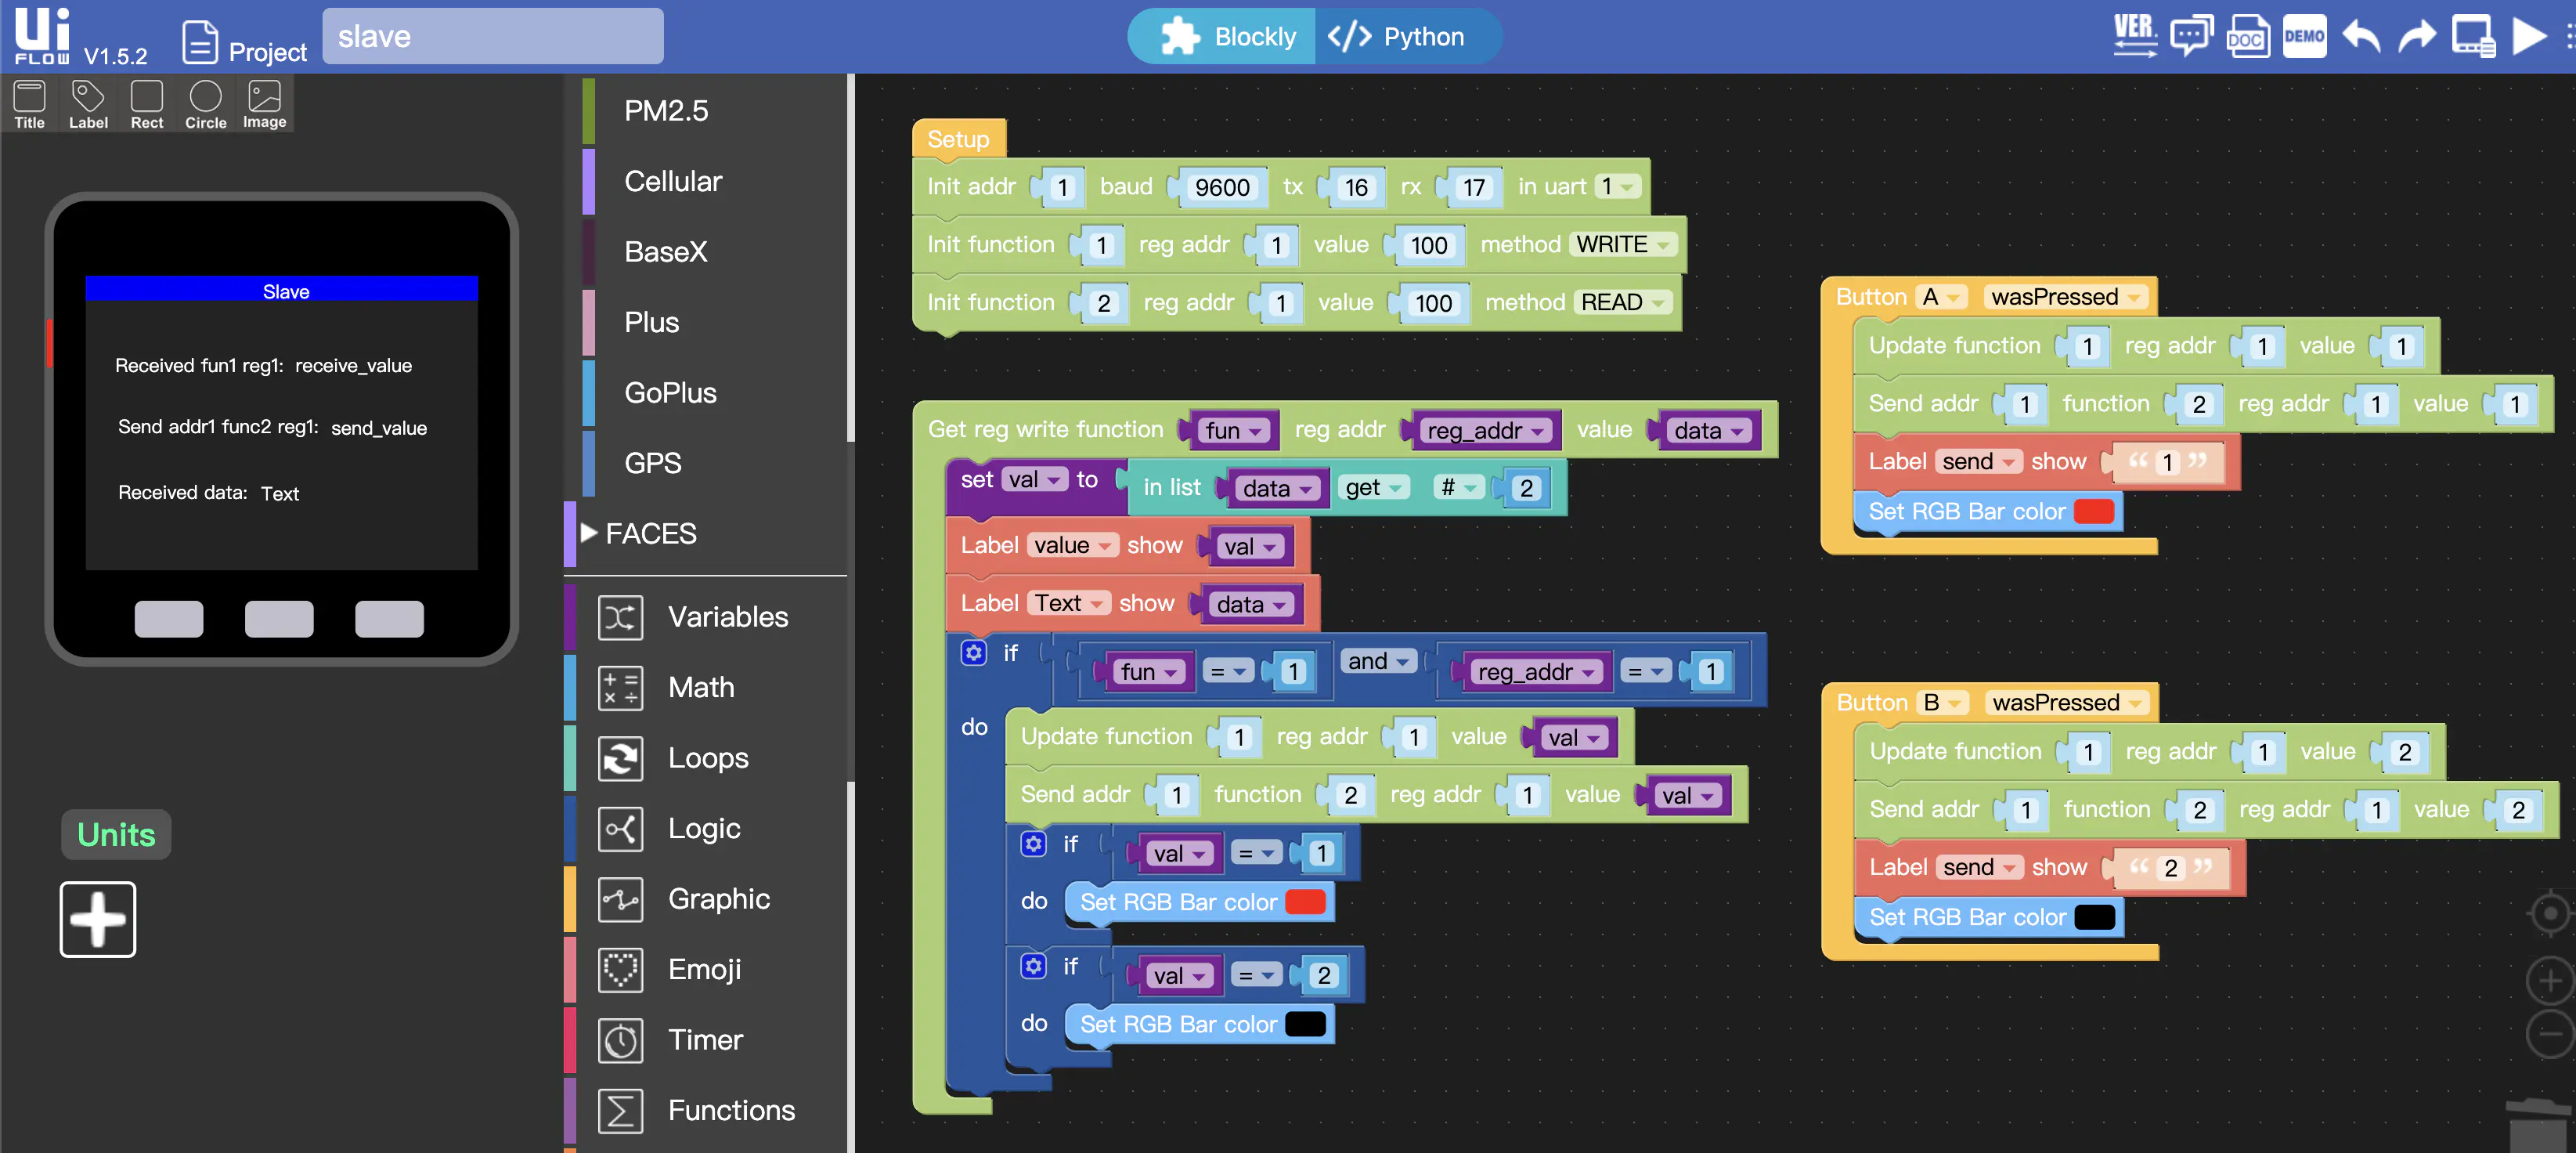 Ui FLOW V1.5.2 Project slave Blockly </> Python VER. DOC DEMO
Title Label Rect Circle Image
Slave
Received fun1 reg1: receive_value
Send addr1 func2 reg1: send_value
Received data: Text
Units
PM2.5
Cellular
BaseX
Plus
GoPlus
GPS
FACES
Variables
Math
Loops
Logic
Graphic
Emoji
Timer
Functions
Setup
Init addr 1 baud 9600 tx 16 rx 17 in uart 1
Init function 1 reg addr 1 value 100 method WRITE
Init function 2 reg addr 1 value 100 method READ
Get reg write function fun reg addr reg_addr value data
set val to in list data get # 2
Label value show val
Label Text show data
if fun = 1 and reg_addr = 1
do Update function 1 reg addr 1 value val
Send addr 1 function 2 reg addr 1 value val
if val = 1
do Set RGB Bar color
if val = 2
do Set RGB Bar color
Button A wasPressed
Update function 1 reg addr 1 value 1
Send addr 1 function 2 reg addr 1 value 1
Label send show “ 1 ”
Set RGB Bar color
Button B wasPressed
Update function 1 reg addr 1 value 2
Send addr 1 function 2 reg addr 1 value 2
Label send show “ 2 ”
Set RGB Bar color